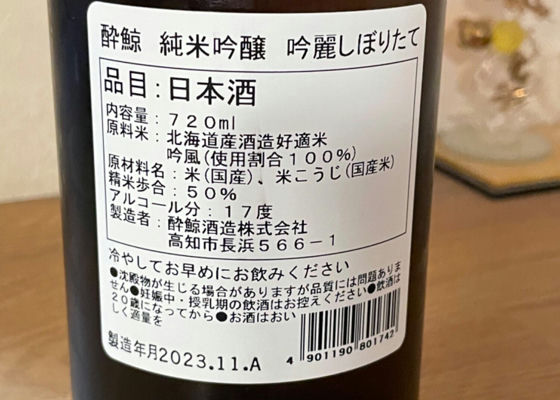 酔鯨 純米吟醸 吟麗しぼりたて
品目:日本酒
内容量:720ml
原料米:北海道産酒造好適米
吟風(使用割合100%)
原材料名:米(国産)、米こうじ(国産米)
精米歩合:50%
アルコール分:17度
製造者:酔鯨酒造株式会社
高知市長浜566-1
冷やしてお早めにお飲みください
●沈殿物が生じる場合がありますが品質には問題ありま
せん●妊娠中・授乳期の飲酒はお控えください●飲酒は
20歳になってから●お酒はおい
しく適量を
製造年月2023.11.A
4 901190 801742